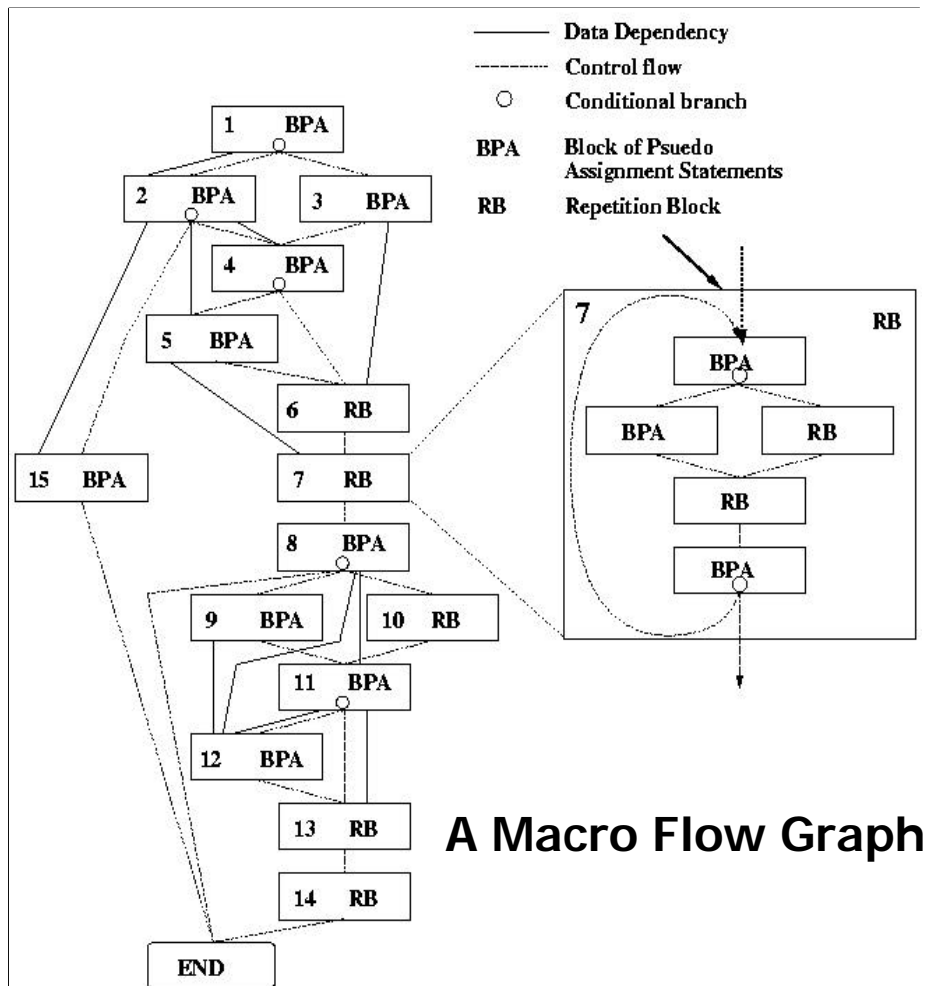 Data Dependency
Control flow
Conditional branch
BPA Block of Psuedo
Assignment Statements
RB Repetition Block
1 BPA
2 BPA
3 BPA
4 BPA
5 BPA
6 RB
15 BPA
7 RB
8 BPA
9 BPA
10 RB
11 BPA
12 BPA
13 RB
14 RB
END
7 RB
BPA
BPA RB
RB
BPA
A Macro Flow Graph